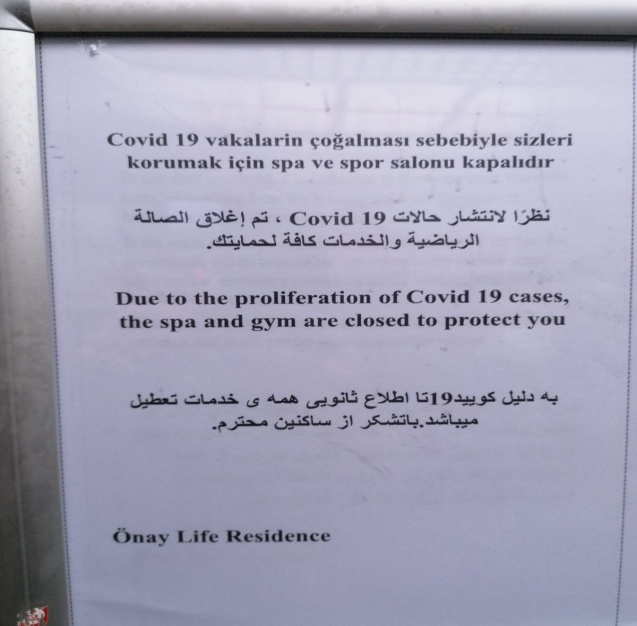 Covid 19 vakalarin çoğalması sebebiyle sizleri
korumak için spa ve spor salonu kapalıdır
نظرًا لانتشار حالات Covid 19 ، تم إغلاق الصالة
الرياضية والخدمات كافة لحمايتك.
Due to the proliferation of Covid 19 cases,
the spa and gym are closed to protect you
به دلیل کویید19تا اطلاع ثانویی همه ی خدمات تعطیل
میباشد.باتشکر از ساکنین محترم.
Önay Life Residence